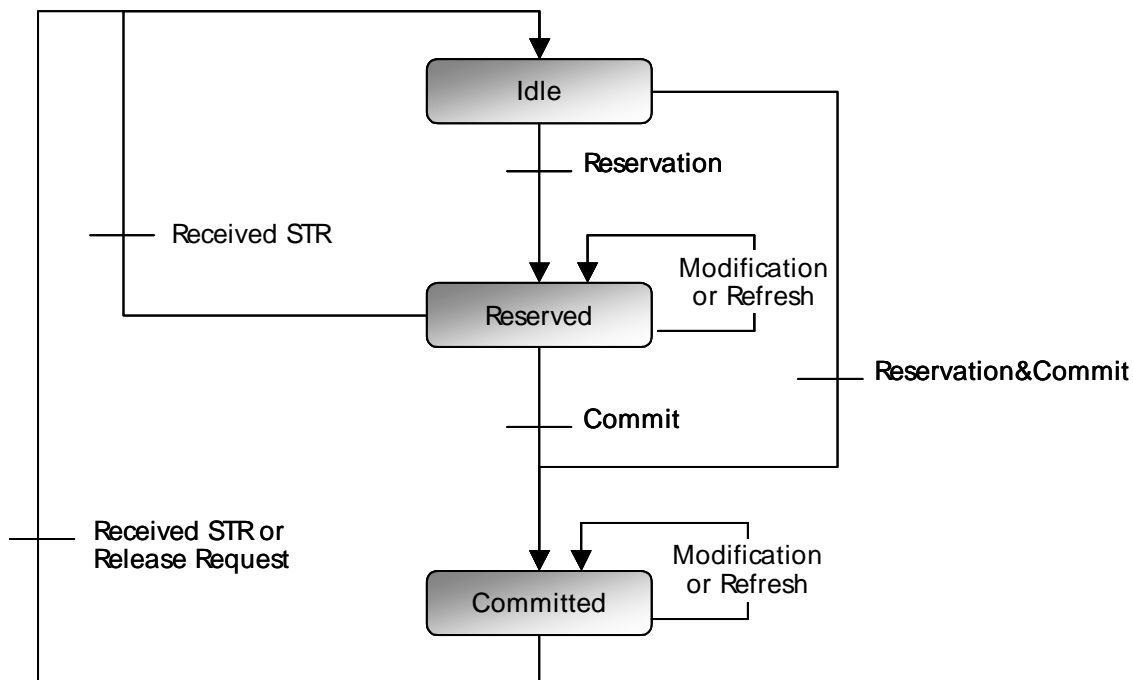 Idle
Reservation
Received STR
Modification
or Refresh
Reserved
Reservation&Commit
Commit
Received STR or
Release Request
Modification
or Refresh
Committed